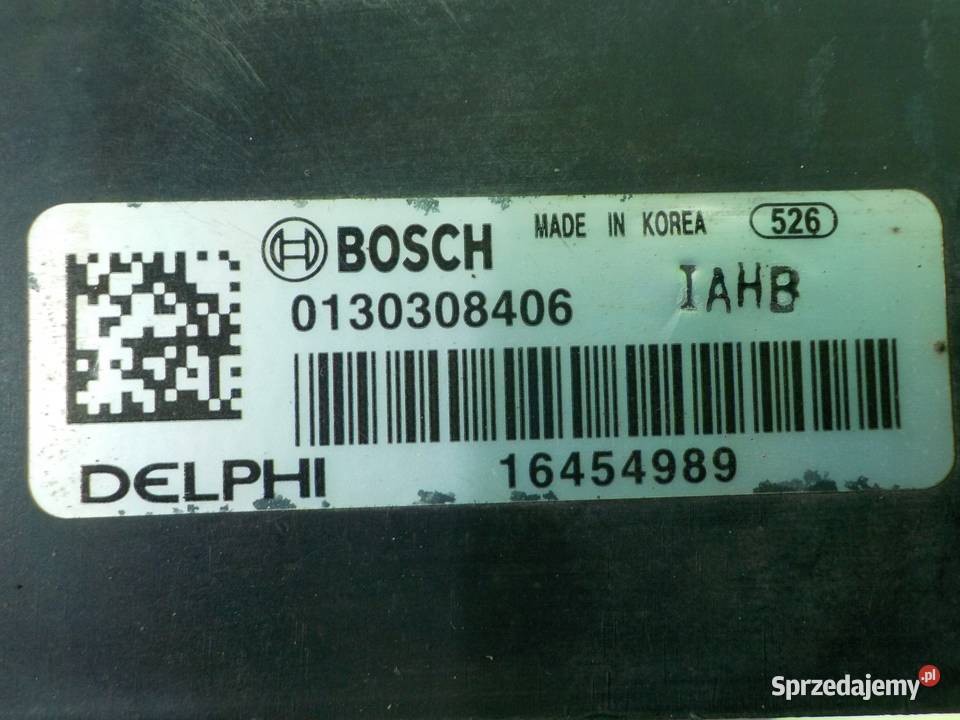 BOSCH MADE IN KOREA 526
0130308406 IAHB
DELPHI 16454989
Sprzedajemy.pl